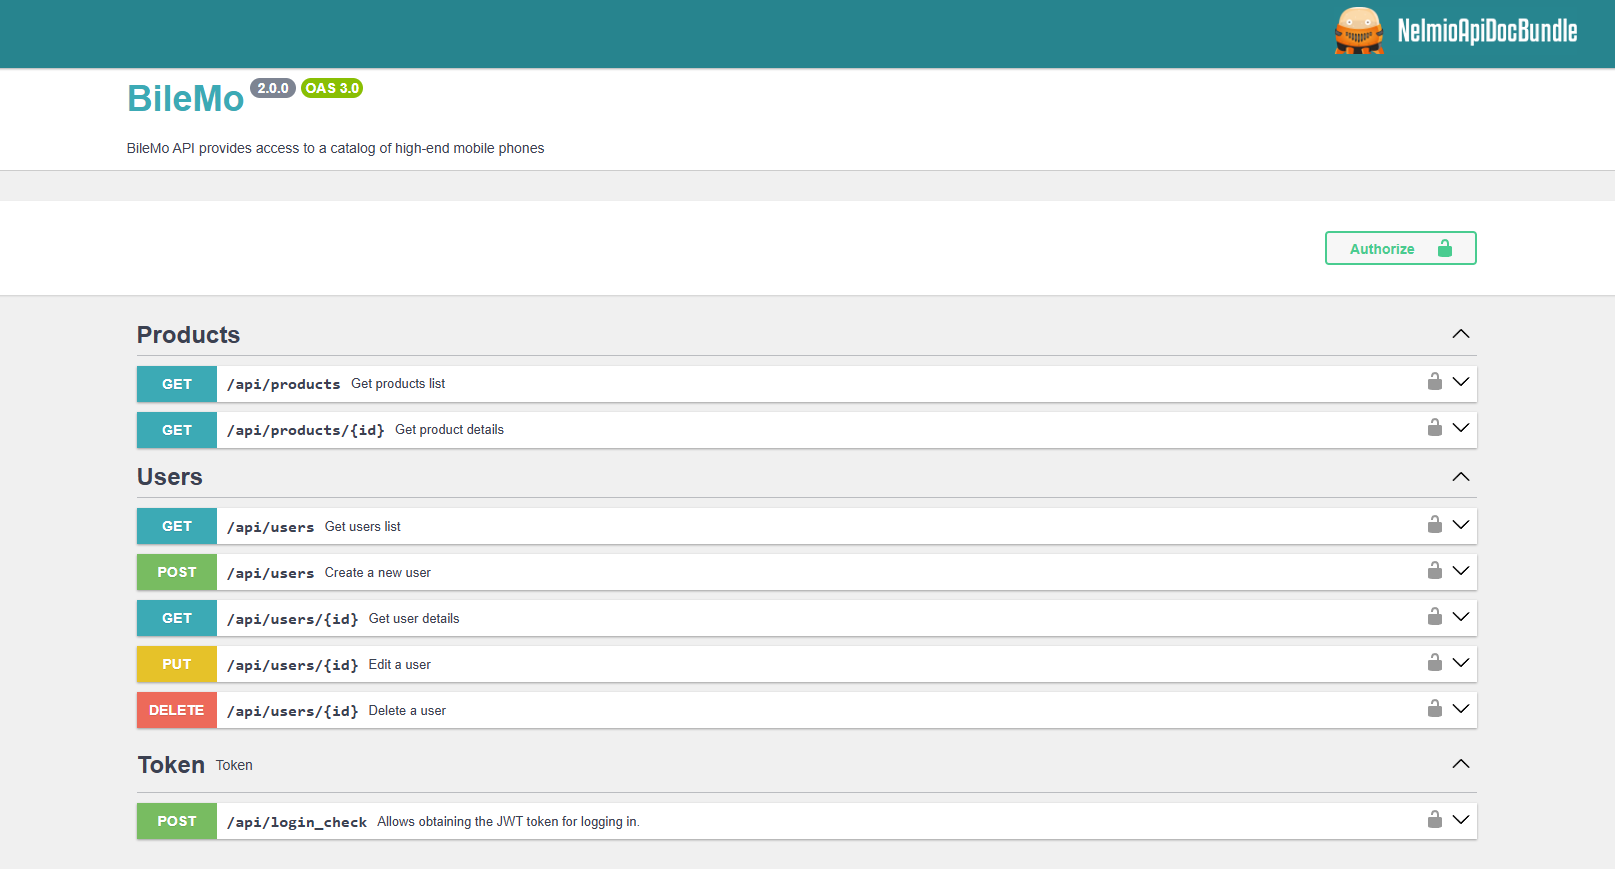 NelmioApiDocBundle
BileMo 2.0.0 OAS 3.0
BileMo API provides access to a catalog of high-end mobile phones
Authorize
Products
GET /api/products Get products list
GET /api/products/{id} Get product details
Users
GET /api/users Get users list
POST /api/users Create a new user
GET /api/users/{id} Get user details
PUT /api/users/{id} Edit a user
DELETE /api/users/{id} Delete a user
Token Token
POST /api/login_check Allows obtaining the JWT token for logging in.